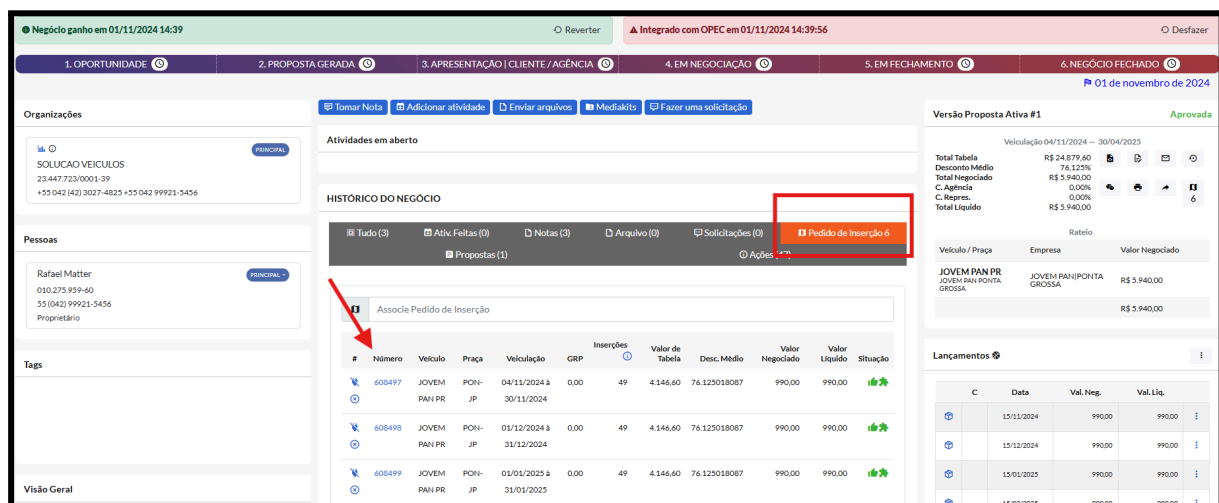 Negócio ganho em 01/11/2024 14:39
Reverter
Integrado com OPEC em 01/11/2024 14:39:56
Desfazer
1. OPORTUNIDADE
2. PROPOSTA GERADA
3. APRESENTAÇÃO | CLIENTE / AGÊNCIA
4. EM NEGOCIAÇÃO
5. EM FECHAMENTO
6. NEGÓCIO FECHADO
01 de novembro de 2024
Organizações
PRINCIPAL
SOLUCAO VEICULOS
23.447.723/0001-39
+55 042 (42) 3027-4825 +55 042 99921-5456
Pessoas
Rafael Matter
PRINCIPAL
010.275.959-60
55 (042) 99921-5456
Proprietário
Tags
Visão Geral
Tomar Nota
Adicionar atividade
Enviar arquivos
Mediakits
Fazer uma solicitação
Atividades em aberto
HISTÓRICO DO NEGÓCIO
Tudo (3)
Ativ. Feitas (0)
Notas (3)
Arquivo (0)
Solicitações (0)
Pedido de Inserção 6
Propostas (1)
Ações
Associe Pedido de Inserção
# Número Veículo Praça Veiculação GRP Inserções Valor de Tabela Desc. Médio Valor Negociado Valor Líquido Situação
608497 JOVEM PAN PR PON-JP 04/11/2024 à 30/11/2024 0,00 49 4.146,60 76.125018087 990,00 990,00
608498 JOVEM PAN PR PON-JP 01/12/2024 à 31/12/2024 0,00 49 4.146,60 76.125018087 990,00 990,00
608499 JOVEM PAN PR PON-JP 01/01/2025 à 31/01/2025 0,00 49 4.146,60 76.125018087 990,00 990,00
Versão Proposta Ativa #1 Aprovada
Veiculação 04/11/2024 — 30/04/2025
Total Tabela R$ 24.879,60
Desconto Médio 76,125%
Total Negociado R$ 5.940,00
C. Agência 0,00%
C. Repres. 0,00%
Total Líquido R$ 5.940,00
6
Rateio
Veículo / Praça Empresa Valor Negociado
JOVEM PAN PR
JOVEM PAN PONTA GROSSA
JOVEM PAN|PONTA GROSSA
R$ 5.940,00
R$ 5.940,00
Lançamentos
C Data Val. Neg. Val. Liq.
15/11/2024 990,00 990,00
15/12/2024 990,00 990,00
15/01/2025 990,00 990,00